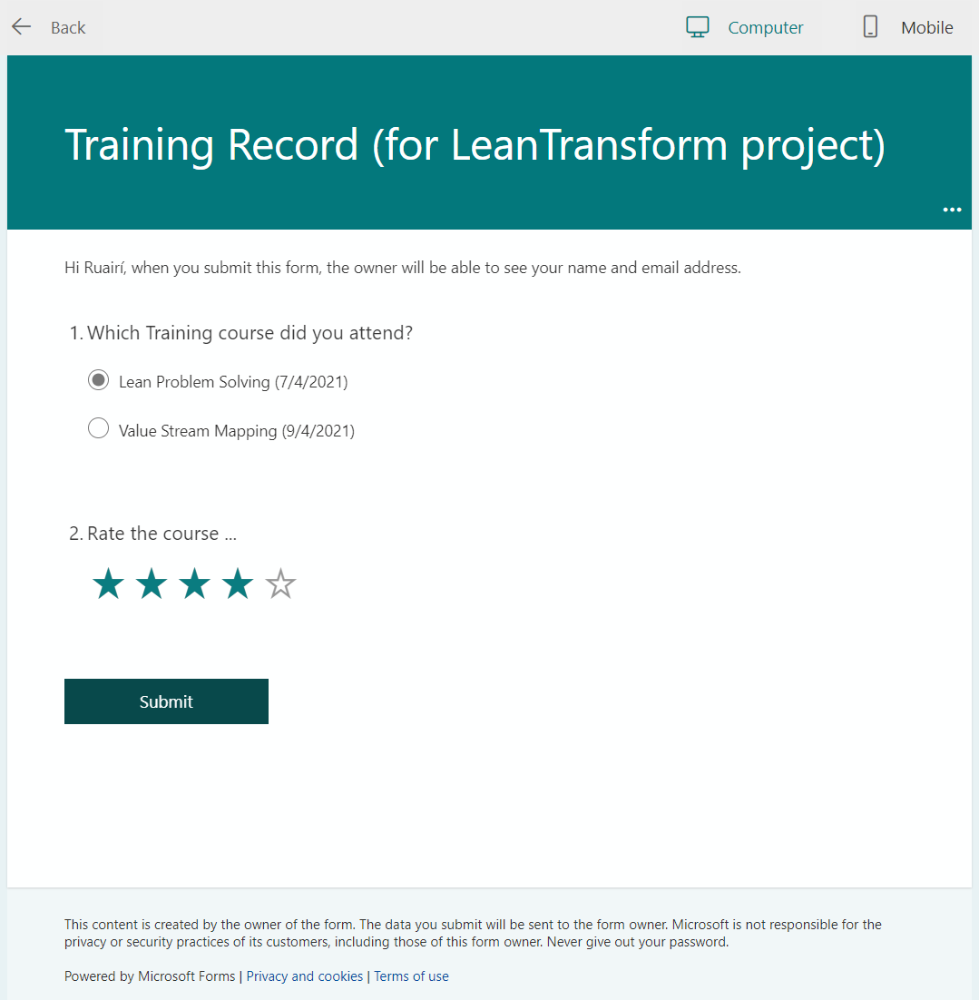 Back
Computer
Mobile
Training Record (for LeanTransform project)
...
Hi Ruairí, when you submit this form, the owner will be able to see your name and email address.
1. Which Training course did you attend?
Lean Problem Solving (7/4/2021)
Value Stream Mapping (9/4/2021)
2. Rate the course ...
Submit
This content is created by the owner of the form. The data you submit will be sent to the form owner. Microsoft is not responsible for the
privacy or security practices of its customers, including those of this form owner. Never give out your password.
Powered by Microsoft Forms | Privacy and cookies | Terms of use